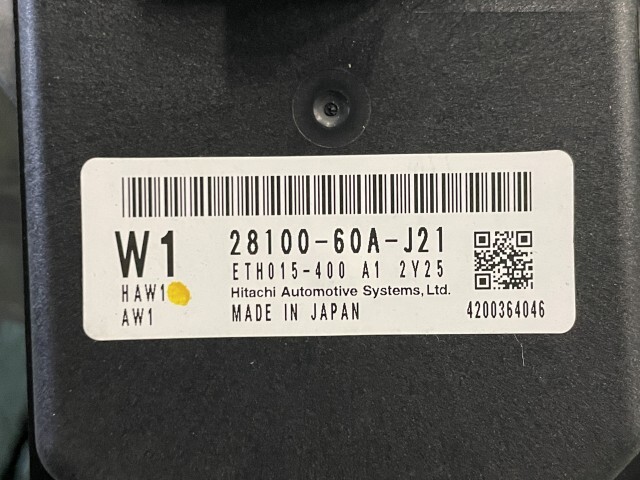 W1 28100-60A-J21
ETH015-400 A1 2Y25
HAW1 Hitachi Automotive Systems, Ltd.
AW1 MADE IN JAPAN 4200364046